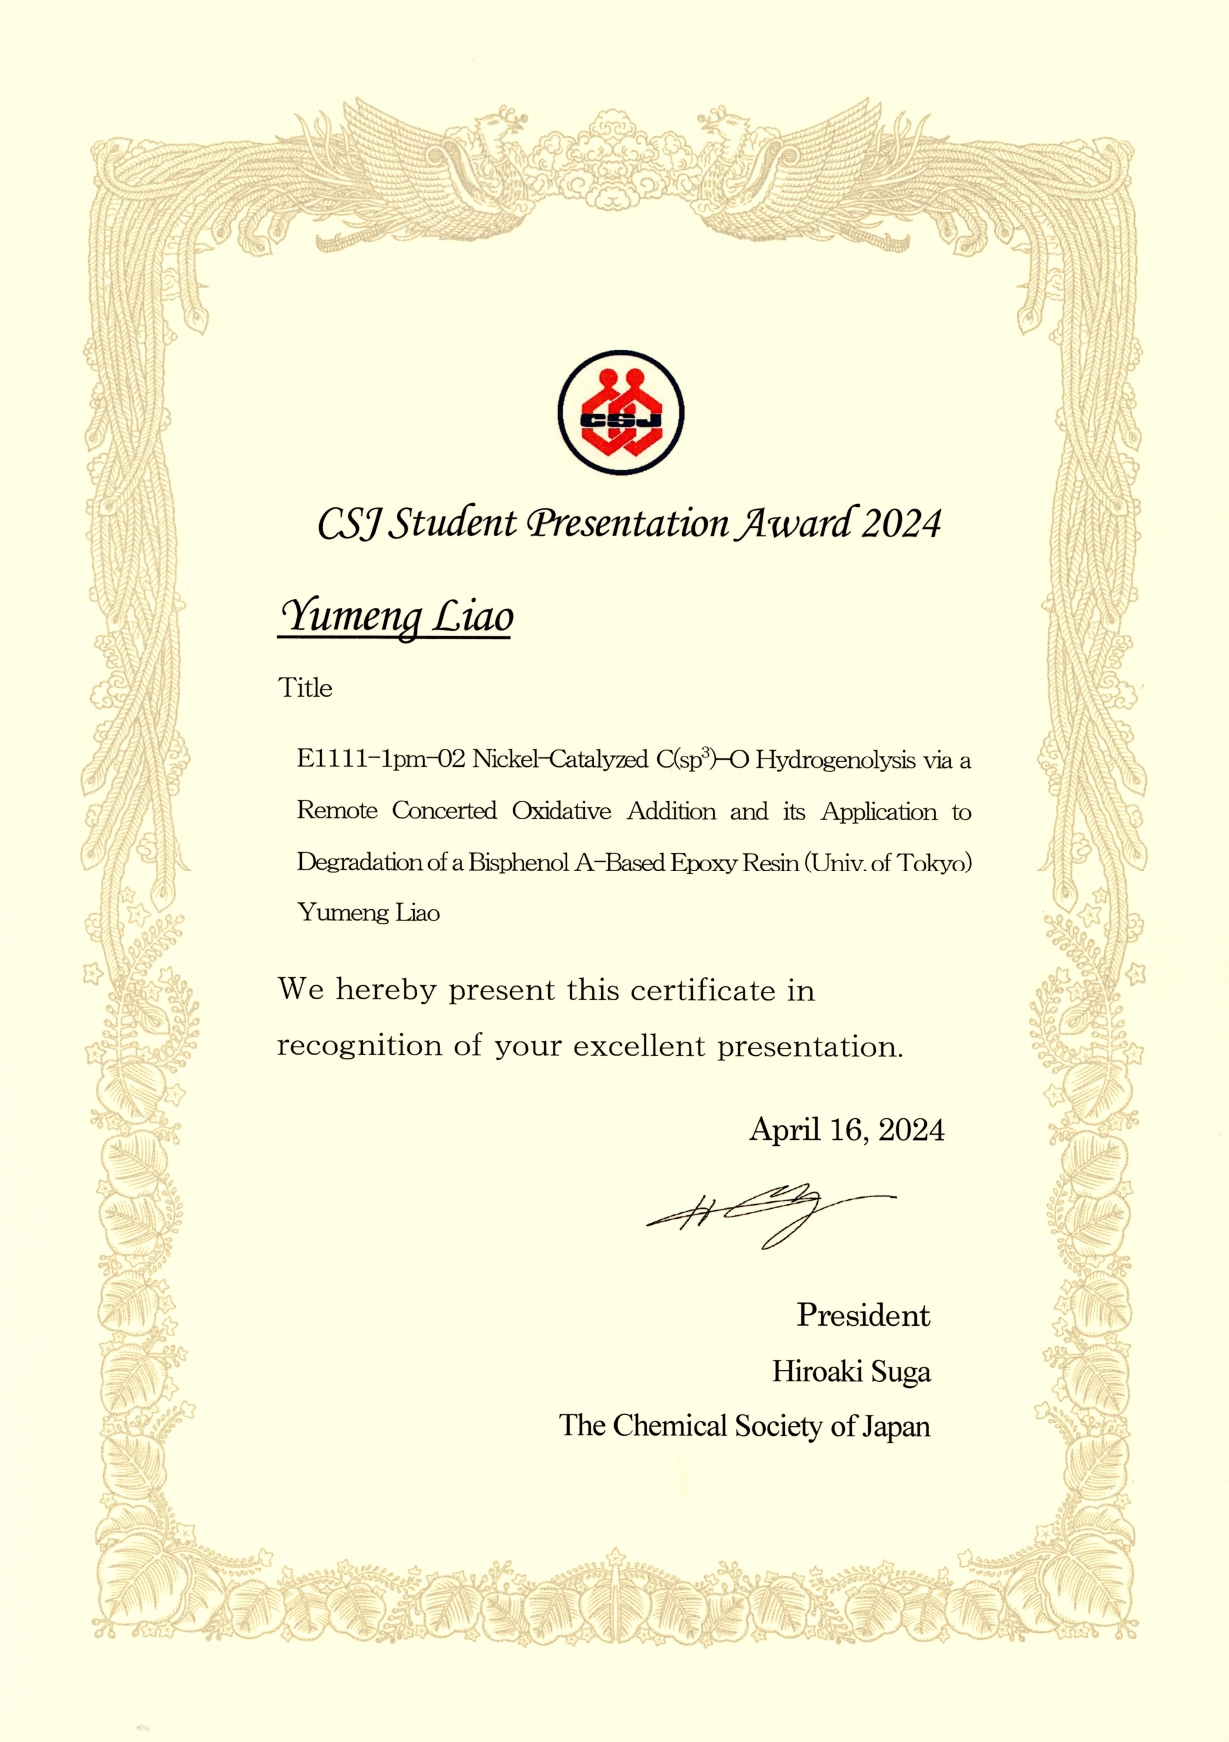 CSJ
CSJ Student Presentation Award 2024
Yumeng Liao
Title
E1111-1pm-02 Nickel-Catalyzed C(sp³)–O Hydrogenolysis via a
Remote Concerted Oxidative Addition and its Application to
Degradation of a Bisphenol A-Based Epoxy Resin (Univ. of Tokyo)
Yumeng Liao
We hereby present this certificate in
recognition of your excellent presentation.
April 16, 2024
President
Hiroaki Suga
The Chemical Society of Japan